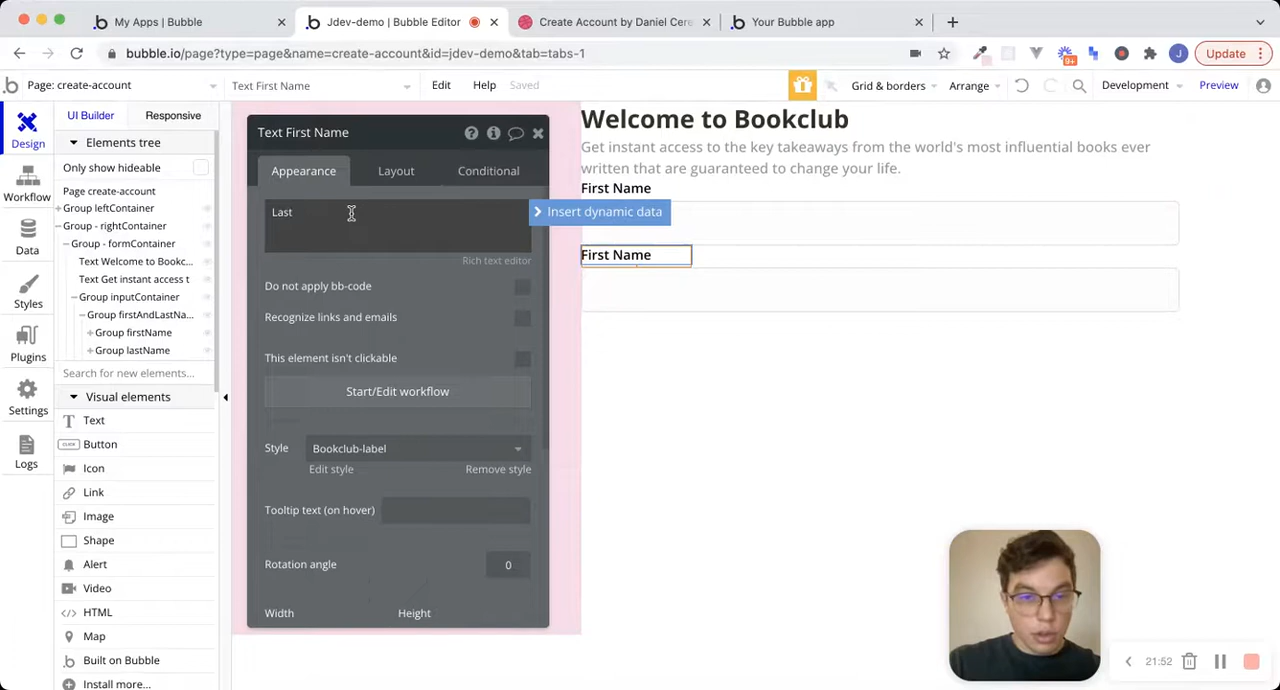 My Apps | Bubble
Jdev-demo | Bubble Editor
Create Account by Daniel Cere
Your Bubble app
bubble.io/page?type=page&name=create-account&id=jdev-demo&tab=tabs-1
9+
J
Update
Page: create-account
Text First Name
Edit
Help
Saved
Grid & borders
Arrange
Development
Preview
Design
Workflow
Data
Styles
Plugins
Settings
Logs
UI Builder
Responsive
Elements tree
Only show hideable
Page create-account
Group leftContainer
Group - rightContainer
Group - formContainer
Text Welcome to Bookc...
Text Get instant access t
Group inputContainer
Group firstAndLastNa...
Group firstName
Group lastName
Search for new elements...
Visual elements
Text
CLICK
Button
Icon
Link
Image
Shape
Alert
Video
HTML
Map
Built on Bubble
Install more...
Text First Name
Appearance
Layout
Conditional
Last
Insert dynamic data
Rich text editor
Do not apply bb-code
Recognize links and emails
This element isn't clickable
Start/Edit workflow
Style
Bookclub-label
Edit style
Remove style
Tooltip text (on hover)
Rotation angle
0
Width
Height
Welcome to Bookclub
Get instant access to the key takeaways from the world's most influential books ever
written that are guaranteed to change your life.
First Name
First Name
21:52